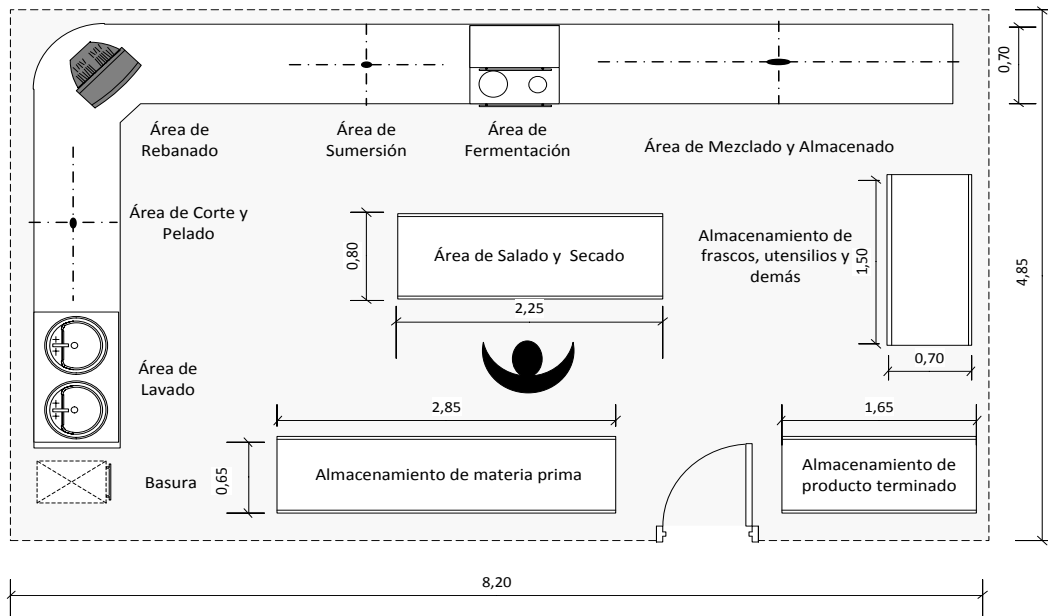 0,70
Área de
Rebanado
Área de
Sumersión
Área de
Fermentación
Área de Mezclado y Almacenado
Área de Corte y
Pelado
0,80
Área de Salado y  Secado
2,25
Almacenamiento de
frascos, utensilios y
demás
1,50
0,70
4,85
Área de
Lavado
2,85
1,65
Basura
0,65
Almacenamiento de materia prima
Almacenamiento de
producto terminado
8,20